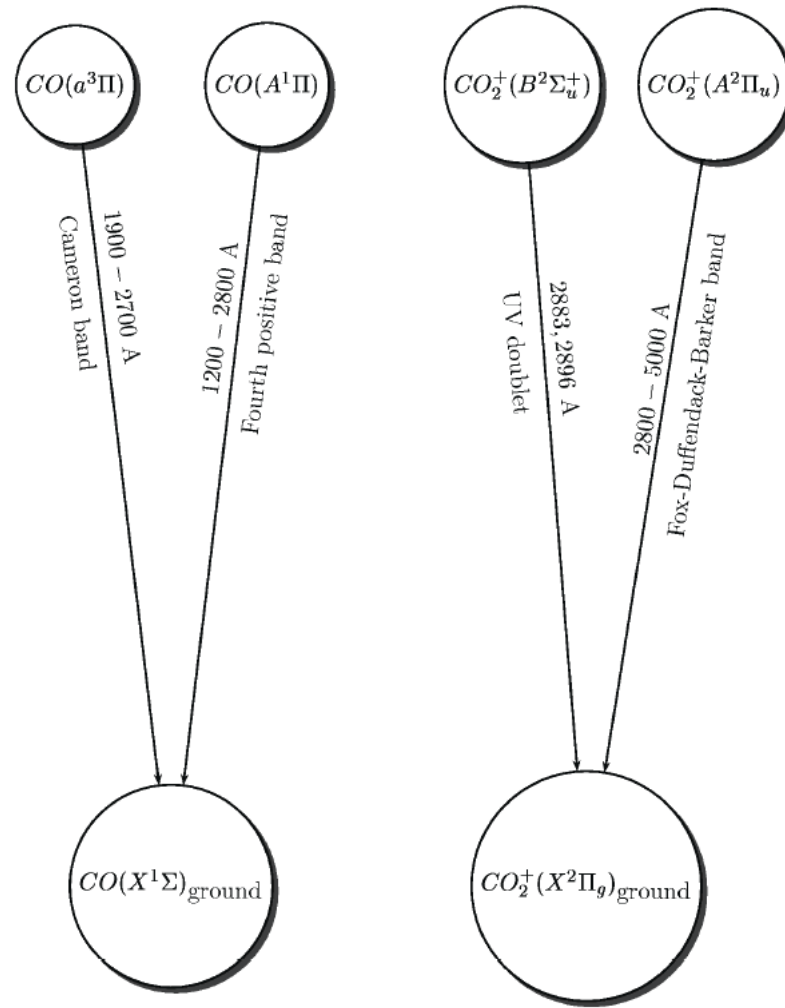 CO(a³Π)
CO(A¹Π)
CO₂⁺(B²Σᵤ⁺)
CO₂⁺(A²Πᵤ)
1900 − 2700 A
Cameron band
1200 − 2800 A
Fourth positive band
2883, 2896 A
UV doublet
2800 − 5000 A
Fox-Duffendack-Barker band
CO(X¹Σ)ground
CO₂⁺(X²Π_g)ground